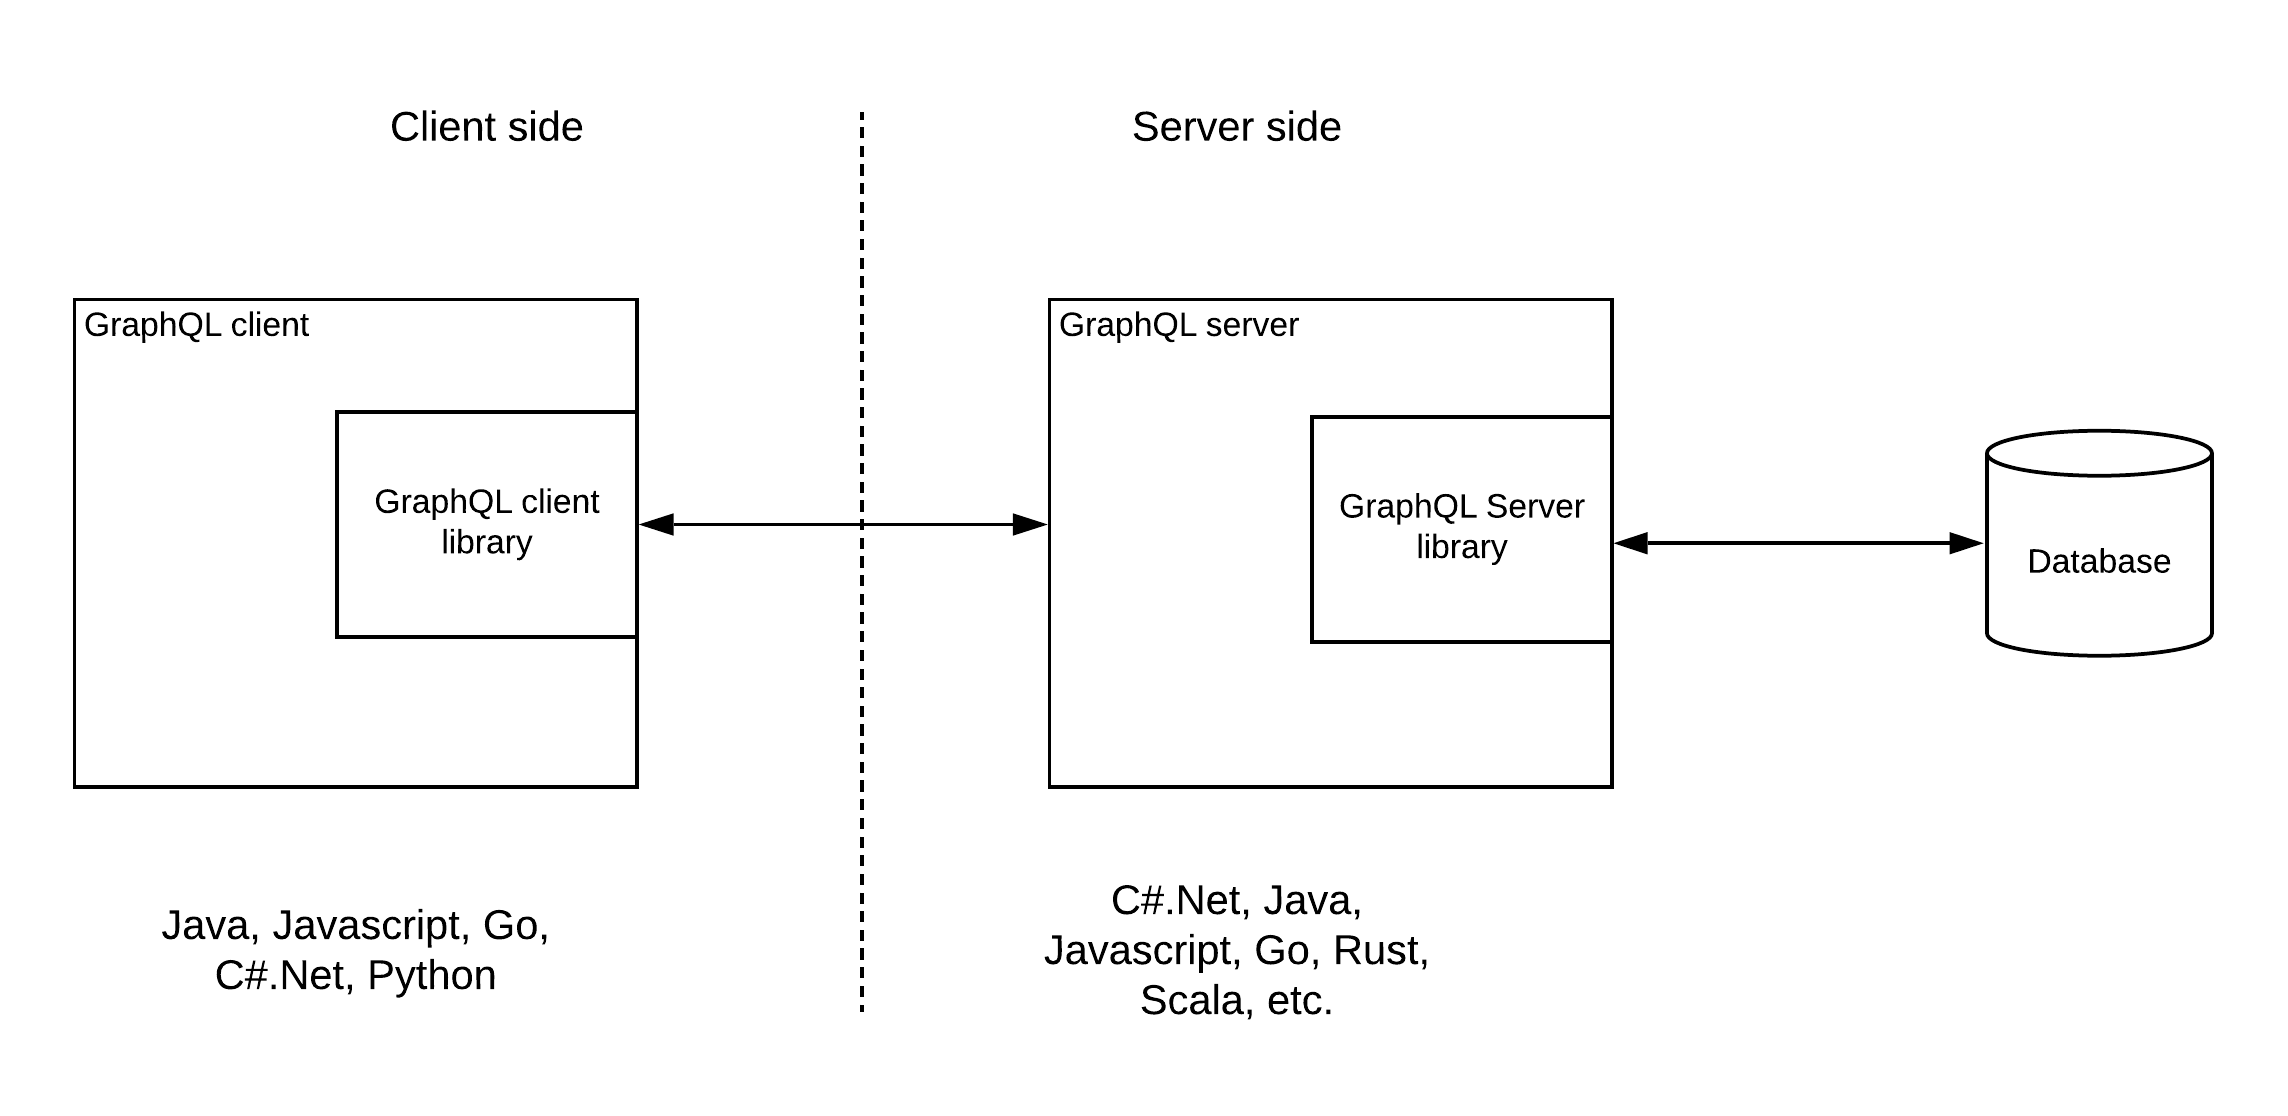 Client side
Server side
GraphQL client
GraphQL client
library
GraphQL server
GraphQL Server
library
Database
Java, Javascript, Go,
C#.Net, Python
C#.Net, Java,
Javascript, Go, Rust,
Scala, etc.